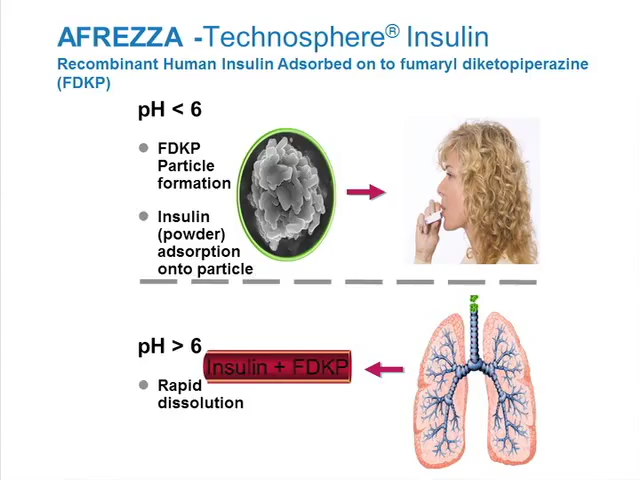 AFREZZA -Technosphere® Insulin
Recombinant Human Insulin Adsorbed on to fumaryl diketopiperazine
(FDKP)
pH < 6
FDKP
Particle
formation
Insulin
(powder)
adsorption
onto particle
pH > 6
Insulin + FDKP
Rapid
dissolution